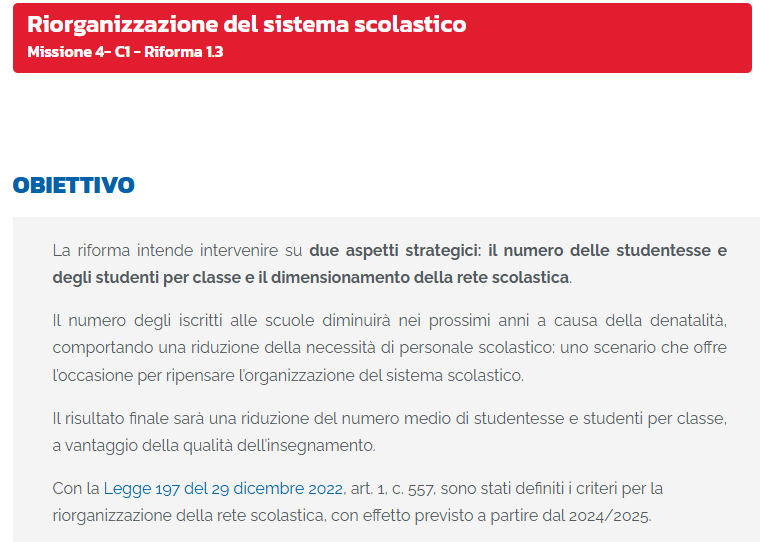 Riorganizzazione del sistema scolastico
Missione 4- C1 - Riforma 1.3
OBIETTIVO
La riforma intende intervenire su due aspetti strategici: il numero delle studentesse e
degli studenti per classe e il dimensionamento della rete scolastica.
Il numero degli iscritti alle scuole diminuirà nei prossimi anni a causa della denatalità,
comportando una riduzione della necessità di personale scolastico: uno scenario che offre
l'occasione per ripensare l'organizzazione del sistema scolastico.
Il risultato finale sarà una riduzione del numero medio di studentesse e studenti per classe,
a vantaggio della qualità dell'insegnamento.
Con la Legge 197 del 29 dicembre 2022, art. 1, c. 557, sono stati definiti i criteri per la
riorganizzazione della rete scolastica, con effetto previsto a partire dal 2024/2025.